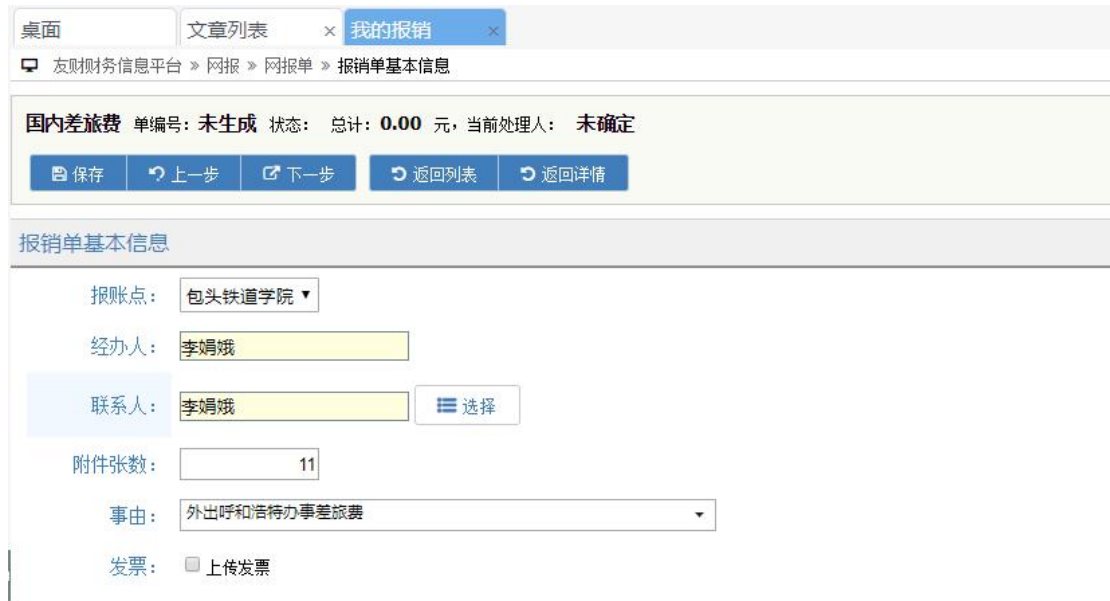 桌面 文章列表 × 我的报销 ×
友财财务信息平台 » 网报 » 网报单 » 报销单基本信息
国内差旅费 单编号：未生成 状态： 总计：0.00 元，当前处理人： 未确定
保存 上一步 下一步 返回列表 返回详情
报销单基本信息
报账点： 包头铁道学院
经办人： 李娟娥
联系人： 李娟娥 选择
附件张数： 11
事由： 外出呼和浩特办事差旅费
发票： 上传发票